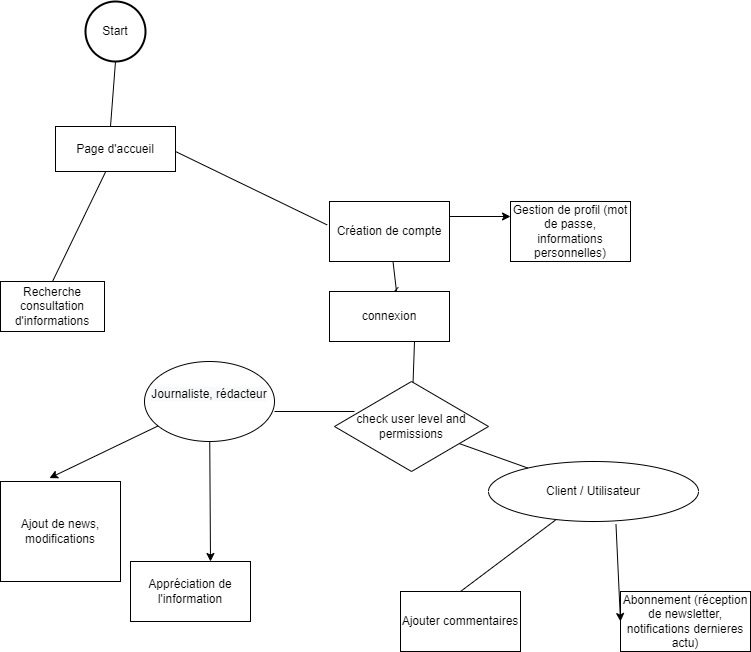 Start
Page d'accueil
Création de compte
Gestion de profil (mot
de passe,
informations
personnelles)
Recherche
consultation
d'informations
connexion
Journaliste, rédacteur
check user level and
permissions
Client / Utilisateur
Ajout de news,
modifications
Appréciation de
l'information
Ajouter commentaires
Abonnement (réception
de newsletter,
notifications dernieres
actu)